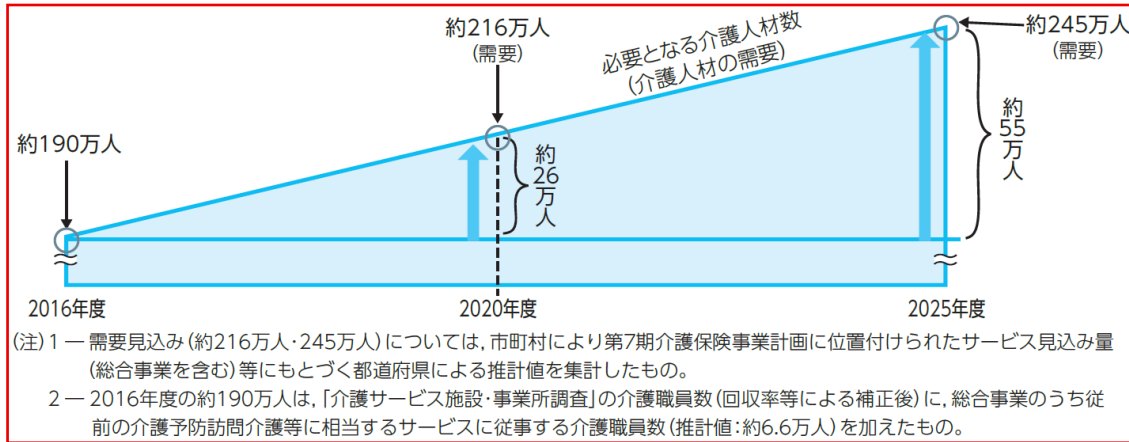 約216万人
(需要)
約245万人
(需要)
必要となる介護人材数
(介護人材の需要)
約190万人
約26万人
約55万人
2016年度
2020年度
2025年度
(注)1 ― 需要見込み(約216万人・245万人)については,市町村により第7期介護保険事業計画に位置付けられたサービス見込み量
(総合事業を含む)等にもとづく都道府県による推計値を集計したもの。
2 ― 2016年度の約190万人は,「介護サービス施設・事業所調査」の介護職員数(回収率等による補正後)に,総合事業のうち従
前の介護予防訪問介護等に相当するサービスに従事する介護職員数(推計値:約6.6万人)を加えたもの。